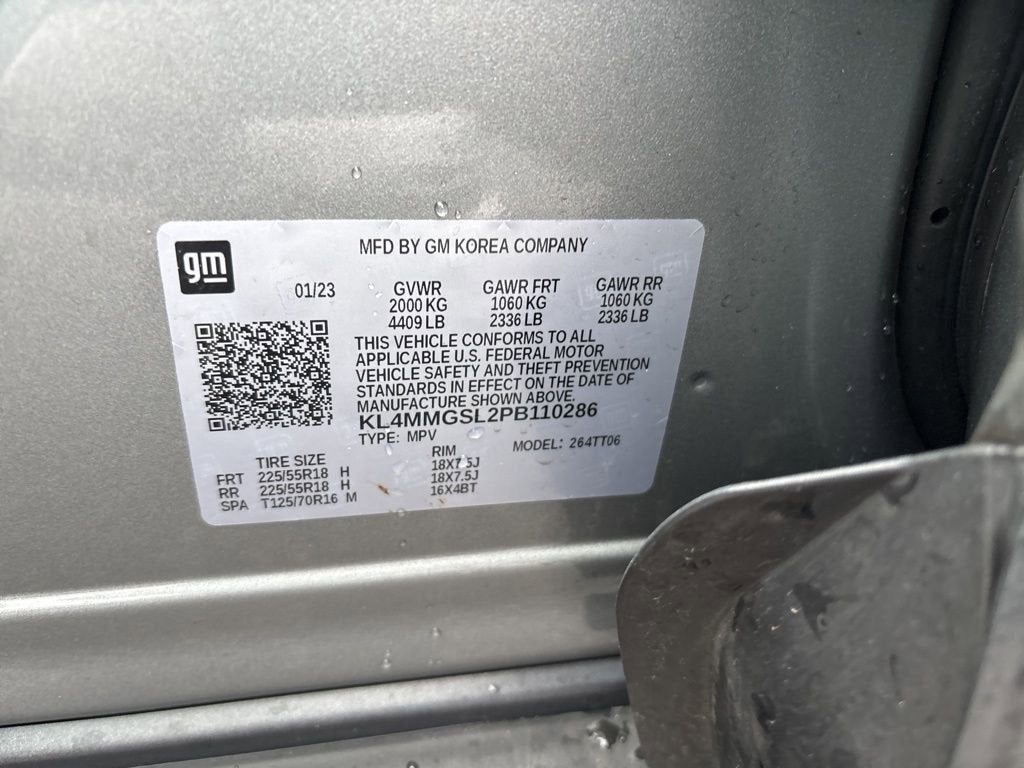 gm
MFD BY GM KOREA COMPANY
01/23 GVWR GAWR FRT GAWR RR
2000 KG 1060 KG 1060 KG
4409 LB 2336 LB 2336 LB
THIS VEHICLE CONFORMS TO ALL
APPLICABLE U.S. FEDERAL MOTOR
VEHICLE SAFETY AND THEFT PREVENTION
STANDARDS IN EFFECT ON THE DATE OF
MANUFACTURE SHOWN ABOVE.
KL4MMGSL2PB110286
TYPE: MPV MODEL: 264TT06
TIRE SIZE RIM
FRT 225/55R18 H 18X7.5J
RR 225/55R18 H 18X7.5J
SPA T125/70R16 M 16X4BT